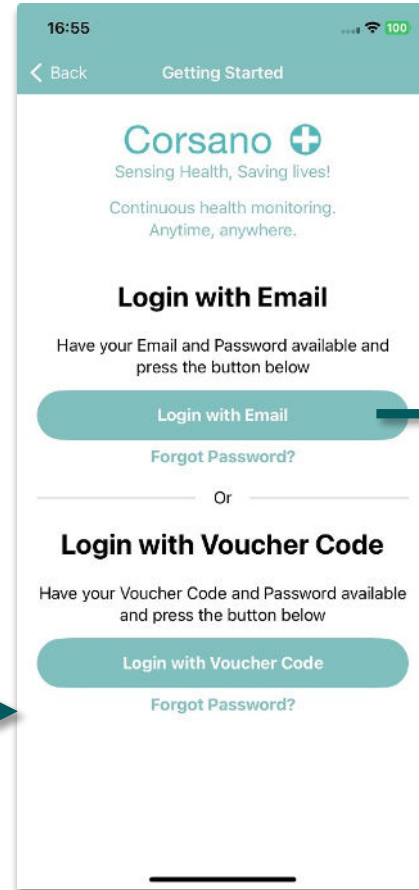 16:55
100
Back
Getting Started
Corsano
Sensing Health, Saving lives!
Continuous health monitoring.
Anytime, anywhere.
Login with Email
Have your Email and Password available and
press the button below
Login with Email
Forgot Password?
Or
Login with Voucher Code
Have your Voucher Code and Password available
and press the button below
Login with Voucher Code
Forgot Password?